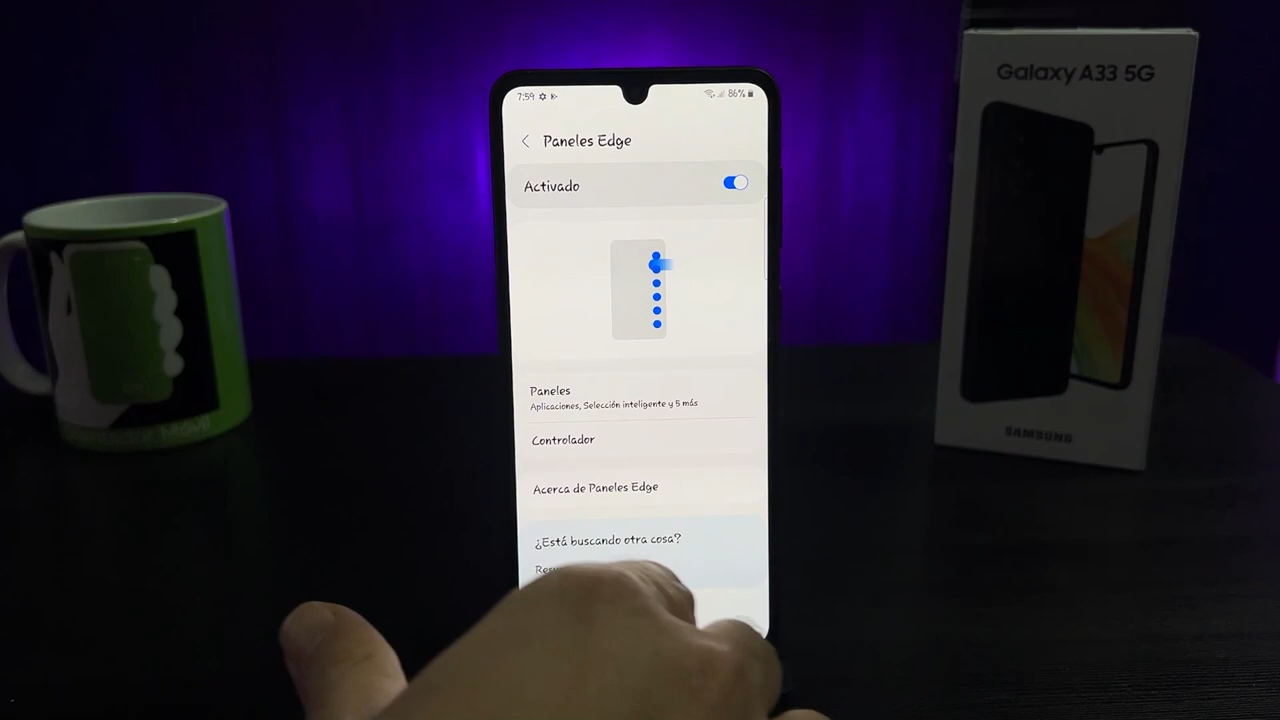 Galaxy A33 5G
7:59
86%
Paneles Edge
Activado
Paneles
Aplicaciones, Selección inteligente y 5 más
Controlador
Acerca de Paneles Edge
¿Está buscando otra cosa?
SAMSUNG